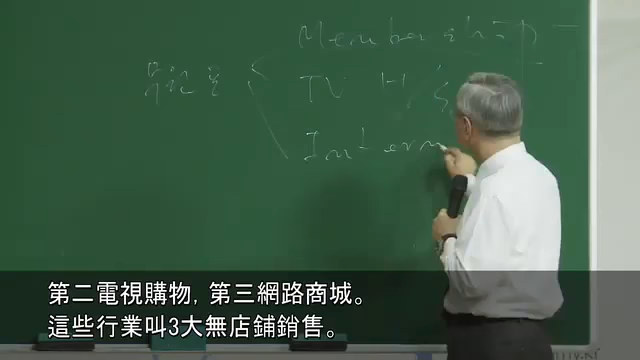 Membership
TV H's
Intern
第二電視購物, 第三網路商城。
這些行業叫3大無店鋪銷售。